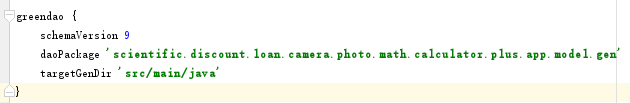 greendao {
schemaVersion 9
daoPackage 'scientific.discount.loan.camera.photo.math.calculator.plus.app.model.gen'
targetGenDir 'src/main/java'
}